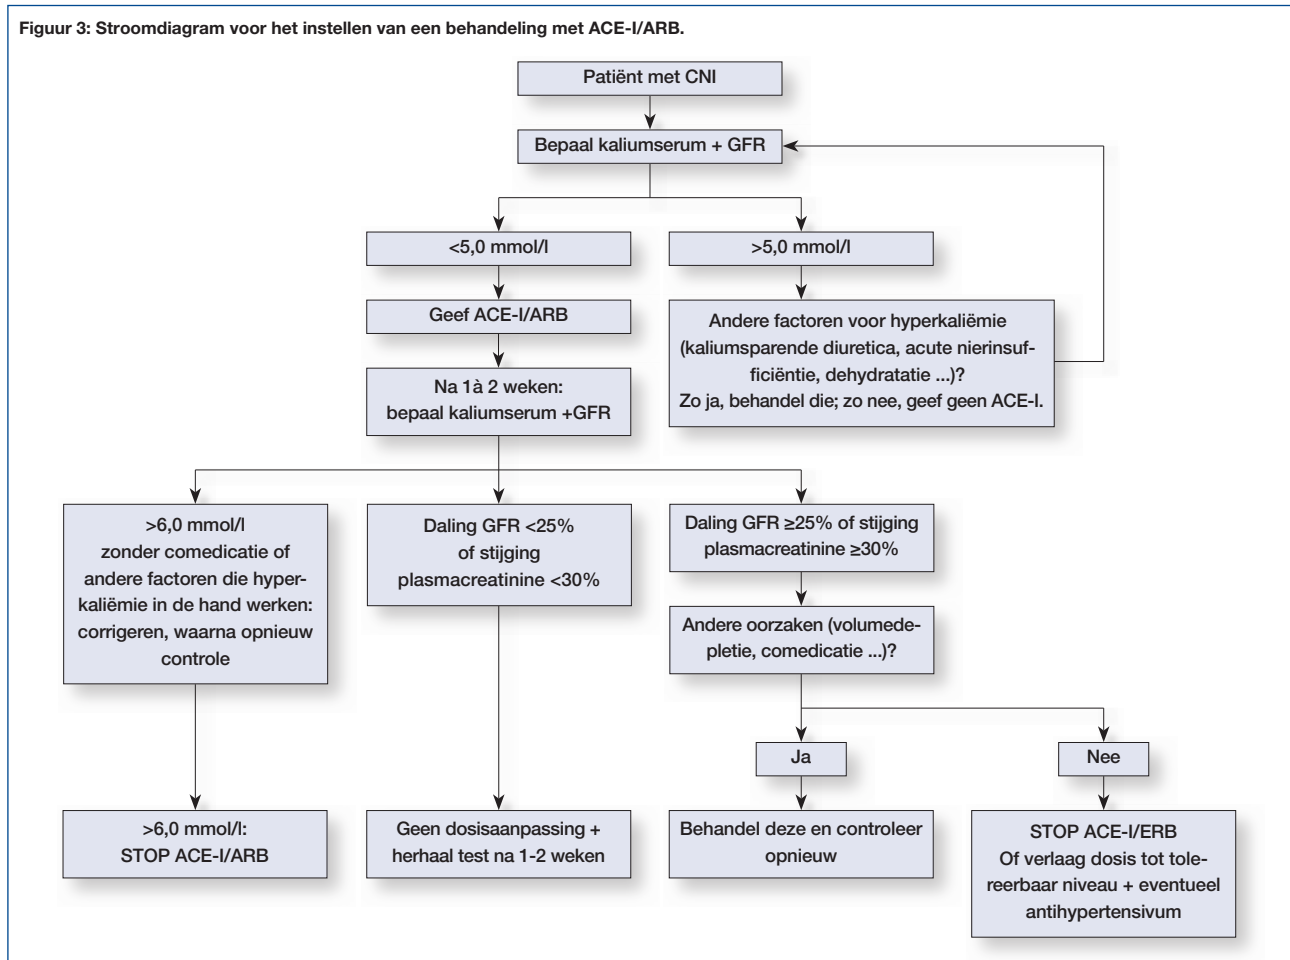 Figuur 3: Stroomdiagram voor het instellen van een behandeling met ACE-I/ARB.
Patiënt met CNI
Bepaal kaliumserum + GFR
<5,0 mmol/l
>5,0 mmol/l
Geef ACE-I/ARB
Andere factoren voor hyperkaliëmie
(kaliumsparende diuretica, acute nierinsuf-
ficiëntie, dehydratatie ...)?
Zo ja, behandel die; zo nee, geef geen ACE-I.
Na 1à 2 weken:
bepaal kaliumserum +GFR
>6,0 mmol/l
zonder comedicatie of
andere factoren die hyper-
kaliëmie in de hand werken:
corrigeren, waarna opnieuw
controle
Daling GFR <25%
of stijging
plasmacreatinine <30%
Daling GFR ≥25% of stijging
plasmacreatinine ≥30%
Andere oorzaken (volumede-
pletie, comedicatie ...)?
Ja
Nee
>6,0 mmol/l:
STOP ACE-I/ARB
Geen dosisaanpassing +
herhaal test na 1-2 weken
Behandel deze en controleer
opnieuw
STOP ACE-I/ERB
Of verlaag dosis tot tole-
reerbaar niveau + eventueel
antihypertensivum